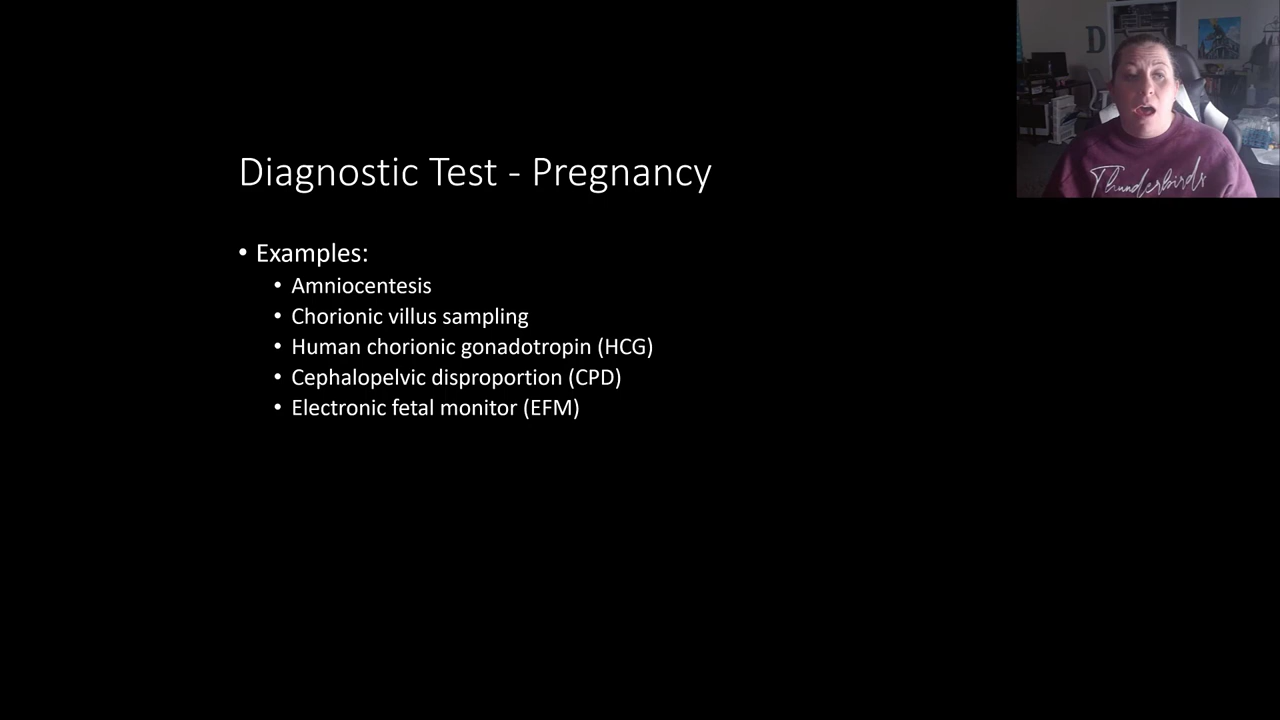 Diagnostic Test - Pregnancy
• Examples:
• Amniocentesis
• Chorionic villus sampling
• Human chorionic gonadotropin (HCG)
• Cephalopelvic disproportion (CPD)
• Electronic fetal monitor (EFM)
D
Thunderbirds